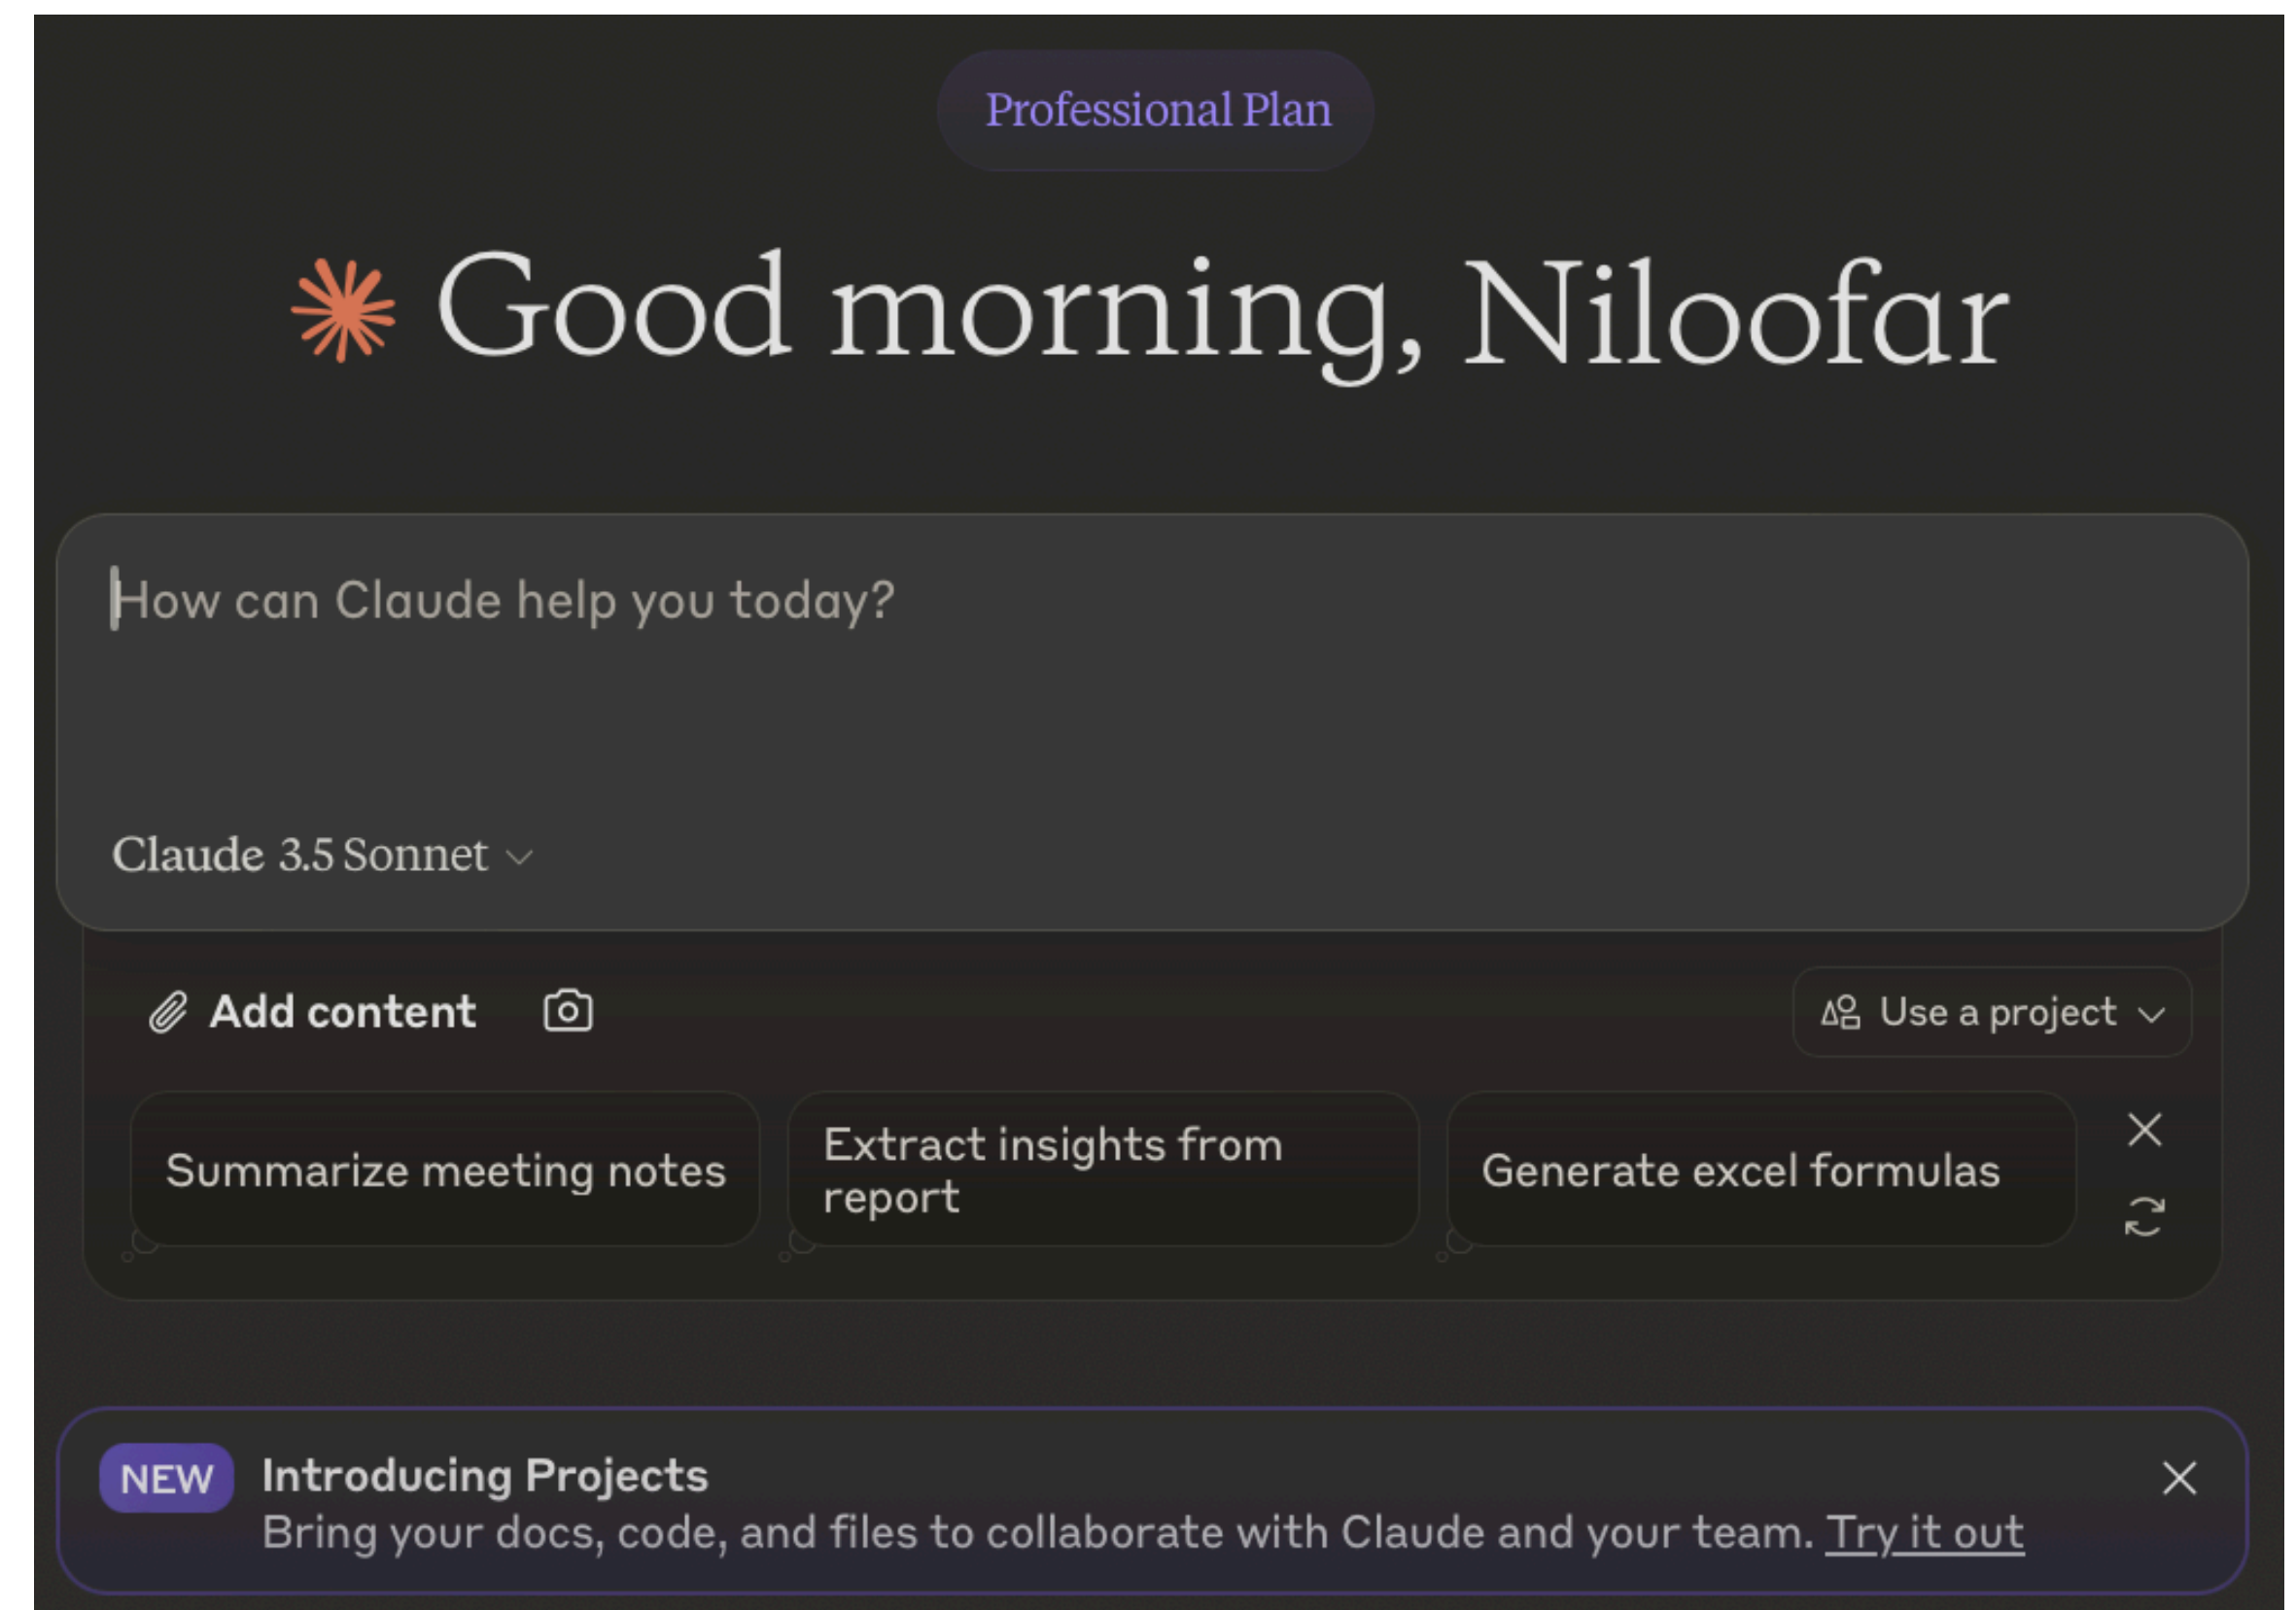 Professional Plan
Good morning, Niloofar
How can Claude help you today?
Claude 3.5 Sonnet
Add content
Use a project
Summarize meeting notes
Extract insights from
report
Generate excel formulas
NEW
Introducing Projects
Bring your docs, code, and files to collaborate with Claude and your team. Try it out